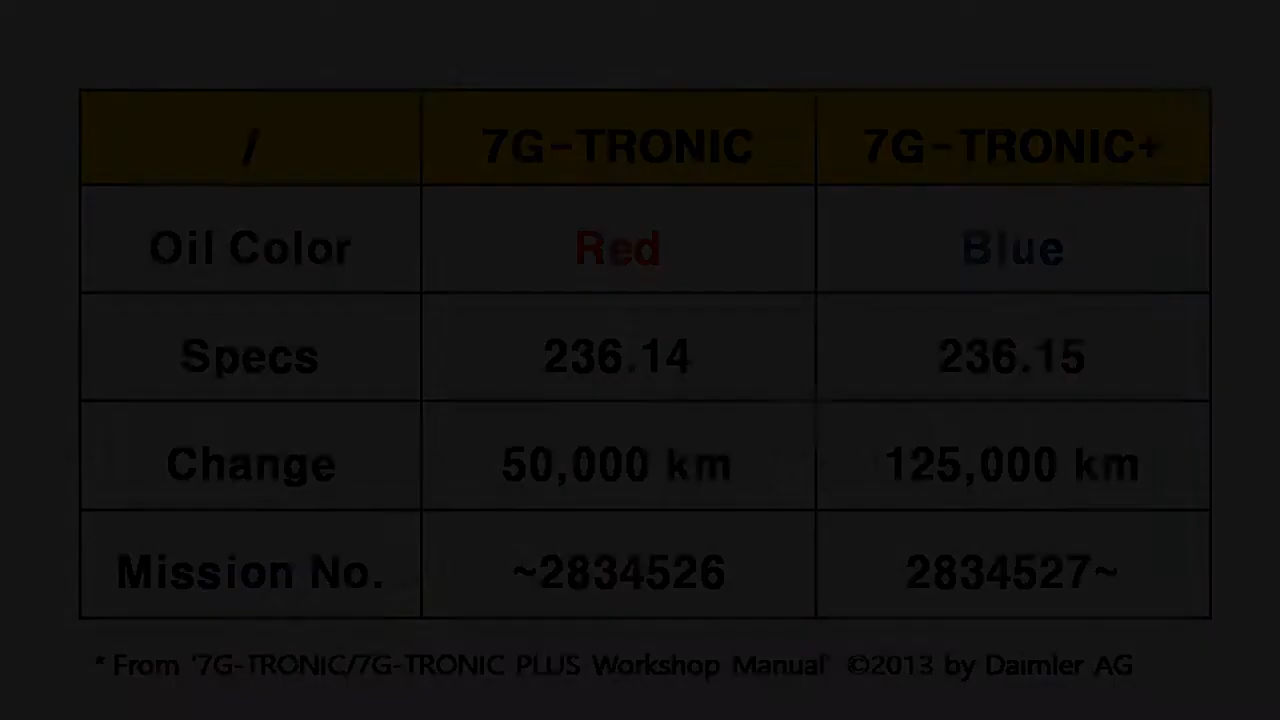 / 7G-TRONIC 7G-TRONIC+
Oil Color Red Blue
Specs 236.14 236.15
Change 50,000 km 125,000 km
Mission No. ~2834526 2834527~
* From '7G-TRONIC/7G-TRONIC PLUS Workshop Manual' ©2013 by Daimler AG